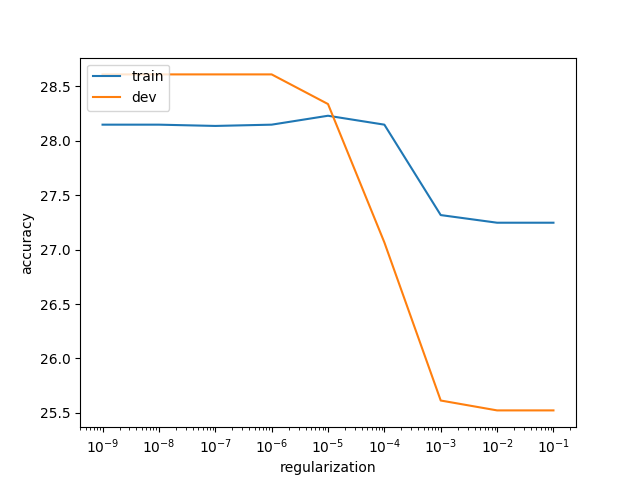 train
dev
28.5
28.0
27.5
27.0
26.5
26.0
25.5
accuracy
10⁻⁹ 10⁻⁸ 10⁻⁷ 10⁻⁶ 10⁻⁵ 10⁻⁴ 10⁻³ 10⁻² 10⁻¹
regularization